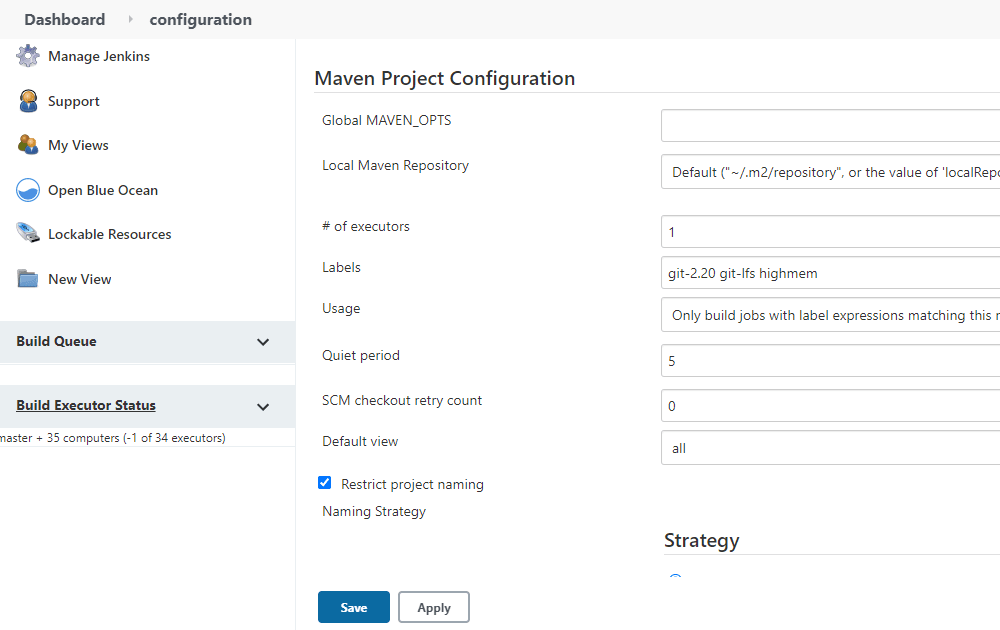 Dashboard configuration
Manage Jenkins
Support
My Views
Open Blue Ocean
Lockable Resources
New View
Build Queue
Build Executor Status
master + 35 computers (-1 of 34 executors)
Maven Project Configuration
Global MAVEN_OPTS
Local Maven Repository
Default ("~/.m2/repository", or the value of 'localRepo
# of executors
1
Labels
git-2.20 git-lfs highmem
Usage
Only build jobs with label expressions matching this
Quiet period
5
SCM checkout retry count
0
Default view
all
Restrict project naming
Naming Strategy
Strategy
Save
Apply